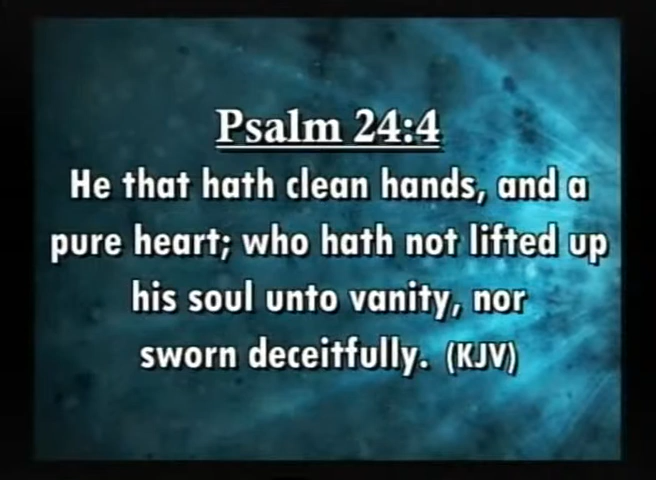 Psalm 24:4
He that hath clean hands, and a
pure heart; who hath not lifted up
his soul unto vanity, nor
sworn deceitfully. (KJV)